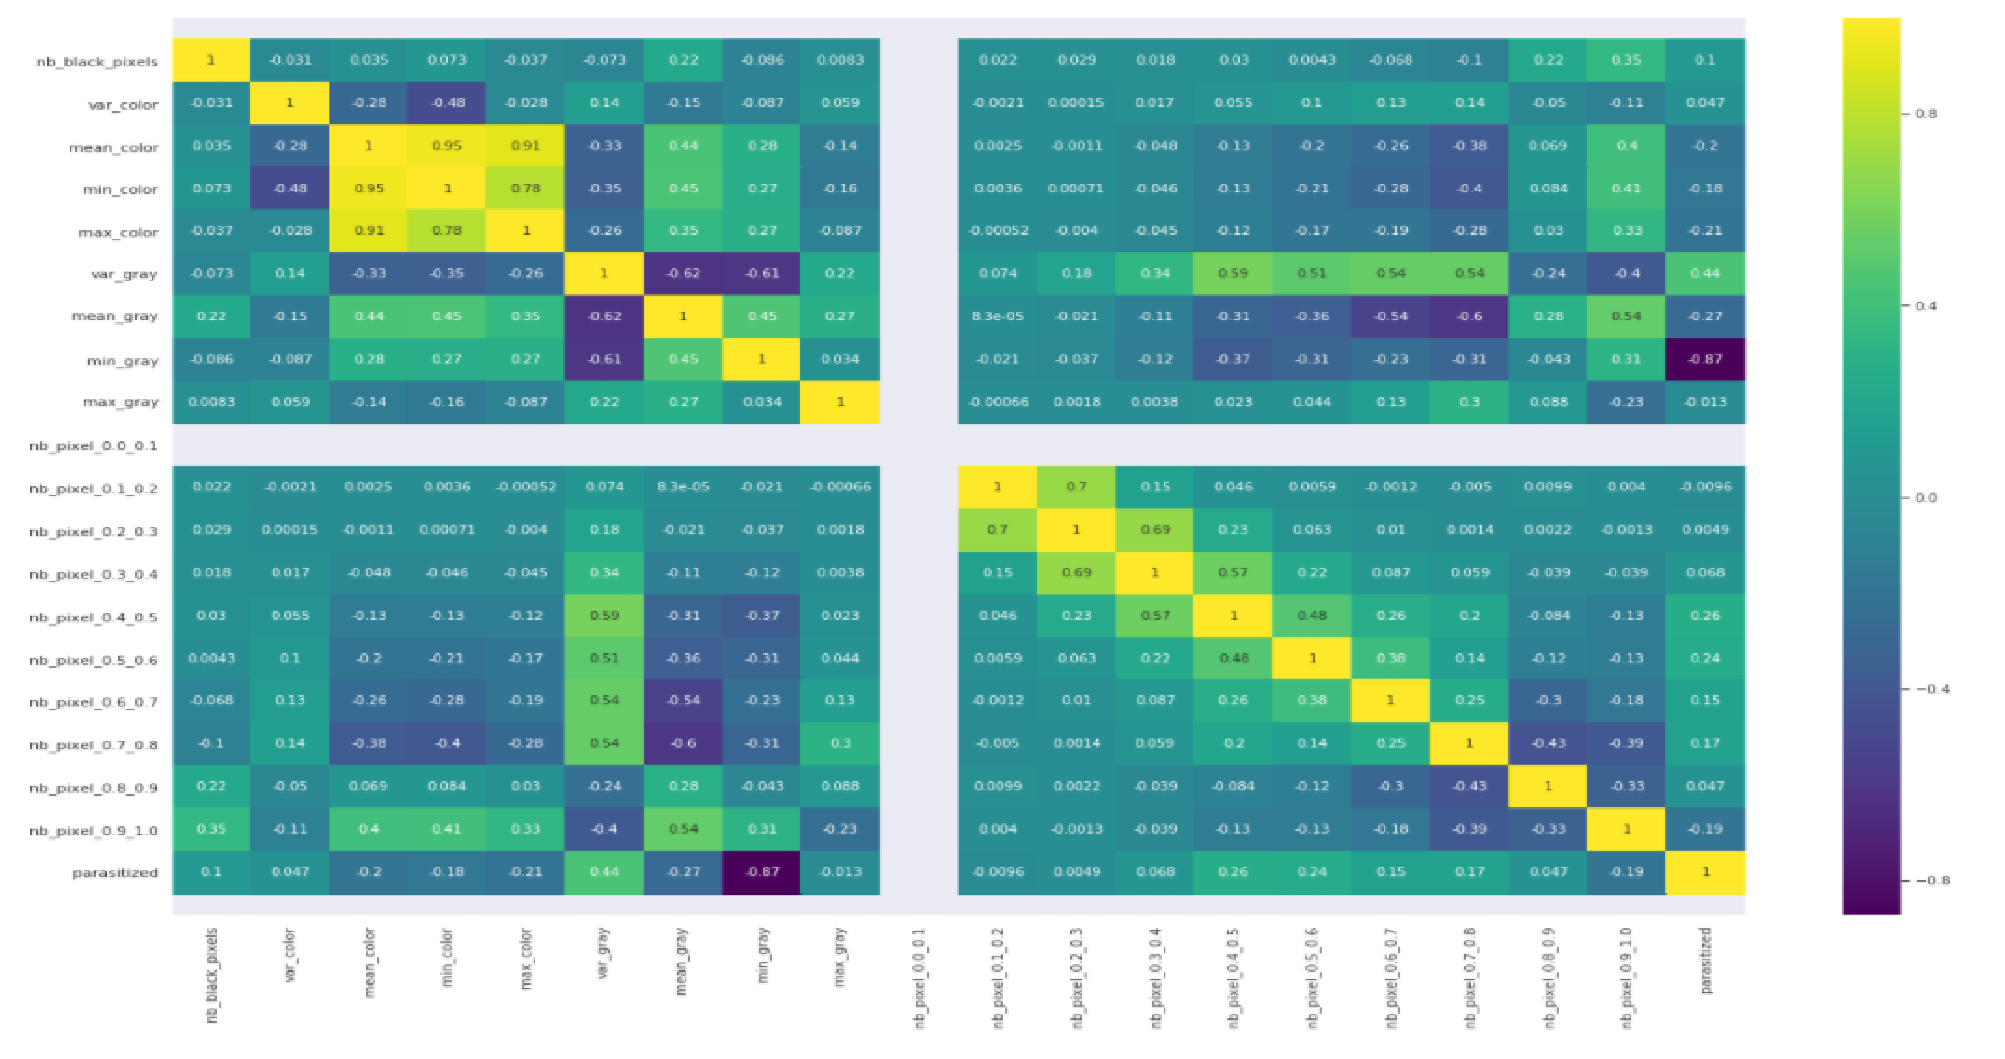 nb_black_pixels 1 -0.031 0.035 0.073 -0.037 -0.073 0.22 -0.086 0.0083 0.022 0.029 0.018 0.03 0.0043 -0.068 -0.1 0.22 0.35 0.1
var_color -0.031 1 -0.28 -0.48 -0.028 0.14 -0.15 -0.087 0.059 -0.0021 0.00015 0.017 0.055 0.1 0.13 0.14 -0.05 -0.11 0.047
0.8
mean_color 0.035 -0.28 1 0.95 0.91 -0.33 0.44 0.28 -0.14 0.0025 -0.0011 -0.048 -0.13 -0.2 -0.26 -0.38 0.069 0.4 -0.2
min_color 0.073 -0.48 0.95 1 0.78 -0.35 0.45 0.27 -0.16 0.0036 0.00071 -0.046 -0.13 -0.21 -0.28 -0.4 0.084 0.41 -0.18
max_color -0.037 -0.028 0.91 0.78 1 -0.26 0.35 0.27 -0.087 -0.00052 -0.004 -0.045 -0.12 -0.17 -0.19 -0.28 0.03 0.33 -0.21
var_gray -0.073 0.14 -0.33 -0.35 -0.26 1 -0.62 -0.61 0.22 0.074 0.18 0.34 0.59 0.51 0.54 0.54 -0.24 -0.4 0.44
0.4
mean_gray 0.22 -0.15 0.44 0.45 0.35 -0.62 1 0.45 0.27 8.3e-05 -0.021 -0.11 -0.31 -0.36 -0.54 -0.6 0.28 0.54 -0.27
min_gray -0.086 -0.087 0.28 0.27 0.27 -0.61 0.45 1 0.034 -0.021 -0.037 -0.12 -0.37 -0.31 -0.23 -0.31 -0.043 0.31 -0.87
max_gray 0.0083 0.059 -0.14 -0.16 -0.087 0.22 0.27 0.034 1 -0.00066 0.0018 0.0038 0.023 0.044 0.13 0.3 0.088 -0.23 -0.013
nb_pixel_0.0_0.1
nb_pixel_0.1_0.2 0.022 -0.0021 0.0025 0.0036 -0.00052 0.074 8.3e-05 -0.021 -0.00066 1 0.7 0.15 0.046 0.0059 -0.0012 -0.005 0.0099 0.004 -0.0096
0.0
nb_pixel_0.2_0.3 0.029 0.00015 -0.0011 0.00071 -0.004 0.18 -0.021 -0.037 0.0018 0.7 1 0.69 0.23 0.063 0.01 0.0014 0.0022 -0.0013 0.0049
nb_pixel_0.3_0.4 0.018 0.017 -0.048 -0.046 -0.045 0.34 -0.11 -0.12 0.0038 0.15 0.69 1 0.57 0.22 0.087 0.059 -0.039 -0.039 0.068
nb_pixel_0.4_0.5 0.03 0.055 -0.13 -0.13 -0.12 0.59 -0.31 -0.37 0.023 0.046 0.23 0.57 1 0.48 0.26 0.2 -0.084 -0.13 0.26
nb_pixel_0.5_0.6 0.0043 0.1 -0.2 -0.21 -0.17 0.51 -0.36 -0.31 0.044 0.0059 0.063 0.22 0.48 1 0.38 0.14 -0.12 -0.13 0.24
−0.4
nb_pixel_0.6_0.7 -0.068 0.13 -0.26 -0.28 -0.19 0.54 -0.54 -0.23 0.13 -0.0012 0.01 0.087 0.26 0.38 1 0.25 -0.3 -0.18 0.15
nb_pixel_0.7_0.8 -0.1 0.14 -0.38 -0.4 -0.28 0.54 -0.6 -0.31 0.3 -0.005 0.0014 0.059 0.2 0.14 0.25 1 -0.43 -0.39 0.17
nb_pixel_0.8_0.9 0.22 -0.05 0.069 0.084 0.03 -0.24 0.28 -0.043 0.088 0.0099 0.0022 -0.039 -0.084 -0.12 -0.3 -0.43 1 -0.33 0.047
nb_pixel_0.9_1.0 0.35 -0.11 0.4 0.41 0.33 -0.4 0.54 0.31 -0.23 0.004 -0.0013 -0.039 -0.13 -0.13 -0.18 -0.39 -0.33 1 -0.19
parasitized 0.1 0.047 -0.2 -0.18 -0.21 0.44 -0.27 -0.87 -0.013 -0.0096 0.0049 0.068 0.26 0.24 0.15 0.17 0.047 -0.19 1
−0.8
nb_black_pixels
var_color
mean_color
min_color
max_color
var_gray
mean_gray
min_gray
max_gray
nb_pixel_0.0_0.1
nb_pixel_0.1_0.2
nb_pixel_0.2_0.3
nb_pixel_0.3_0.4
nb_pixel_0.4_0.5
nb_pixel_0.5_0.6
nb_pixel_0.6_0.7
nb_pixel_0.7_0.8
nb_pixel_0.8_0.9
nb_pixel_0.9_1.0
parasitized